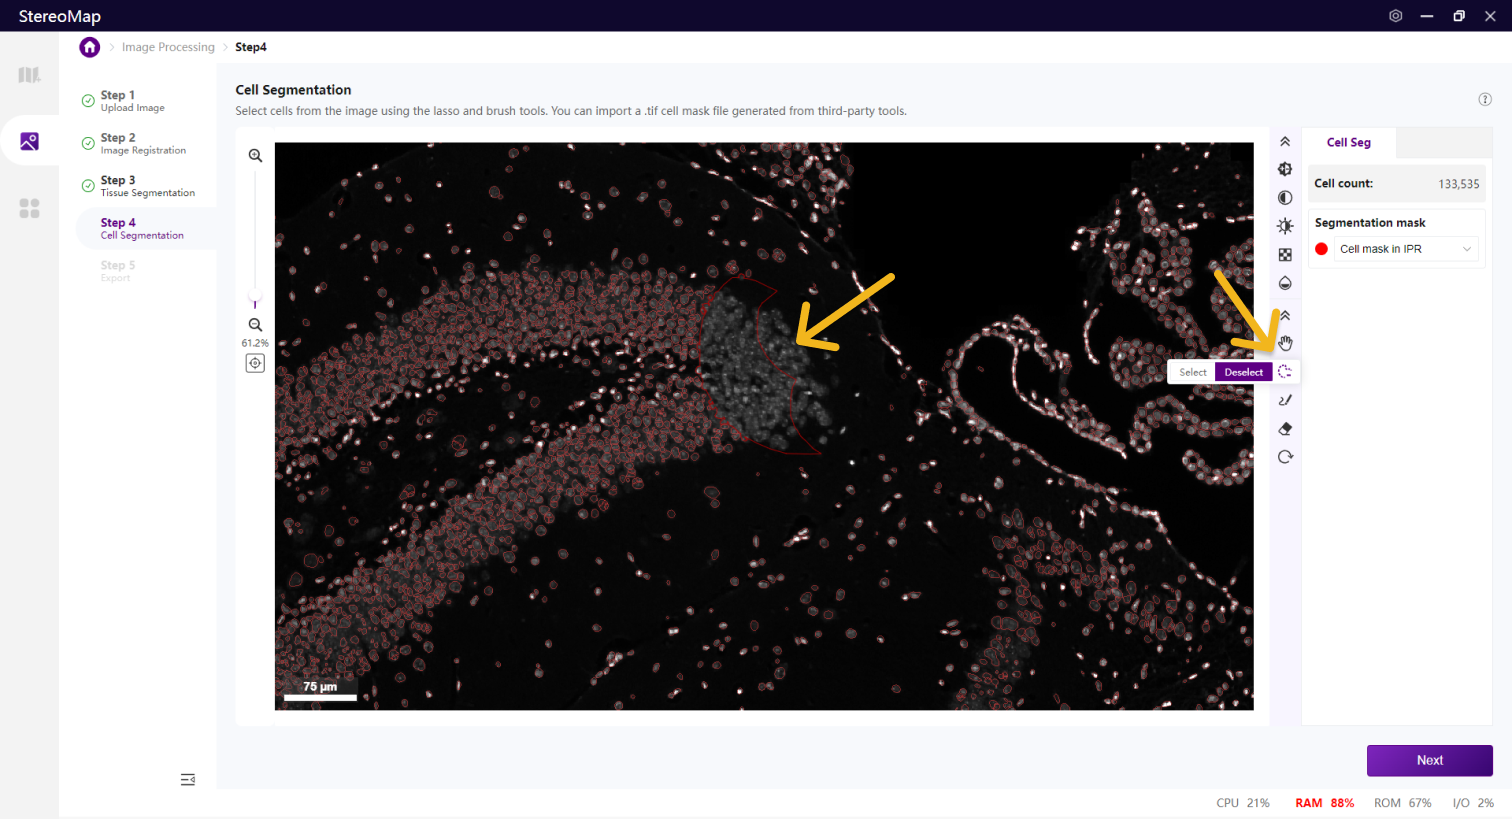 StereoMap
Image Processing
Step4
Step 1
Upload Image
Step 2
Image Registration
Step 3
Tissue Segmentation
Step 4
Cell Segmentation
Step 5
Export
Cell Segmentation
Select cells from the image using the lasso and brush tools. You can import a .tif cell mask file generated from third-party tools.
61.2%
75 μm
Select Deselect
Cell Seg
Cell count: 133,535
Segmentation mask
Cell mask in IPR
Next
CPU 21% RAM 88% ROM 67% I/O 2%